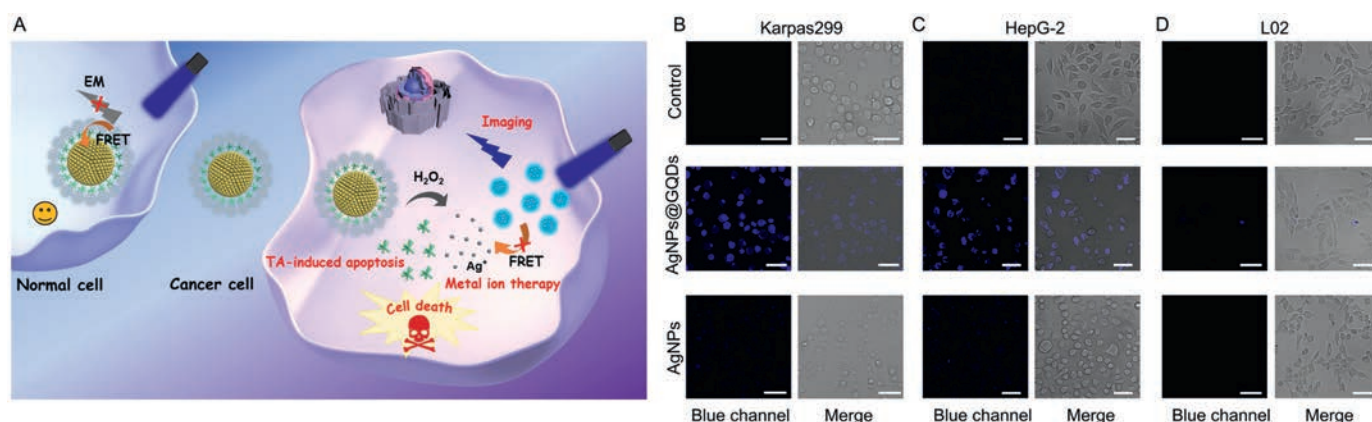 A
EM
FRET
Normal cell
Cancer cell
Imaging
H₂O₂
TA-induced apoptosis
Ag⁺
FRET
Metal ion therapy
Cell death
B
Karpas299
C
HepG-2
D
L02
Control
AgNPs@GQDs
AgNPs
Blue channel
Merge
Blue channel
Merge
Blue channel
Merge